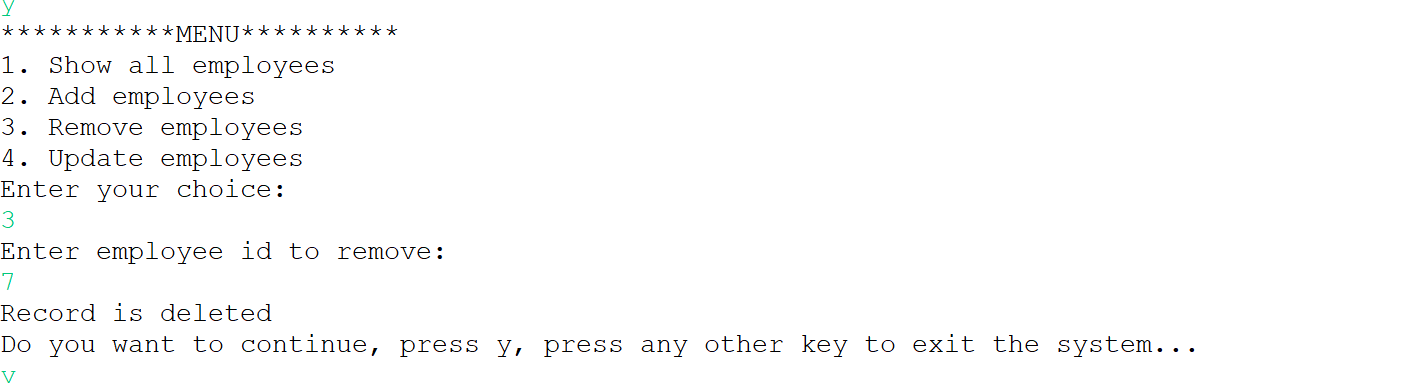 y
***********MENU**********
1. Show all employees
2. Add employees
3. Remove employees
4. Update employees
Enter your choice:
3
Enter employee id to remove:
7
Record is deleted
Do you want to continue, press y, press any other key to exit the system...
v